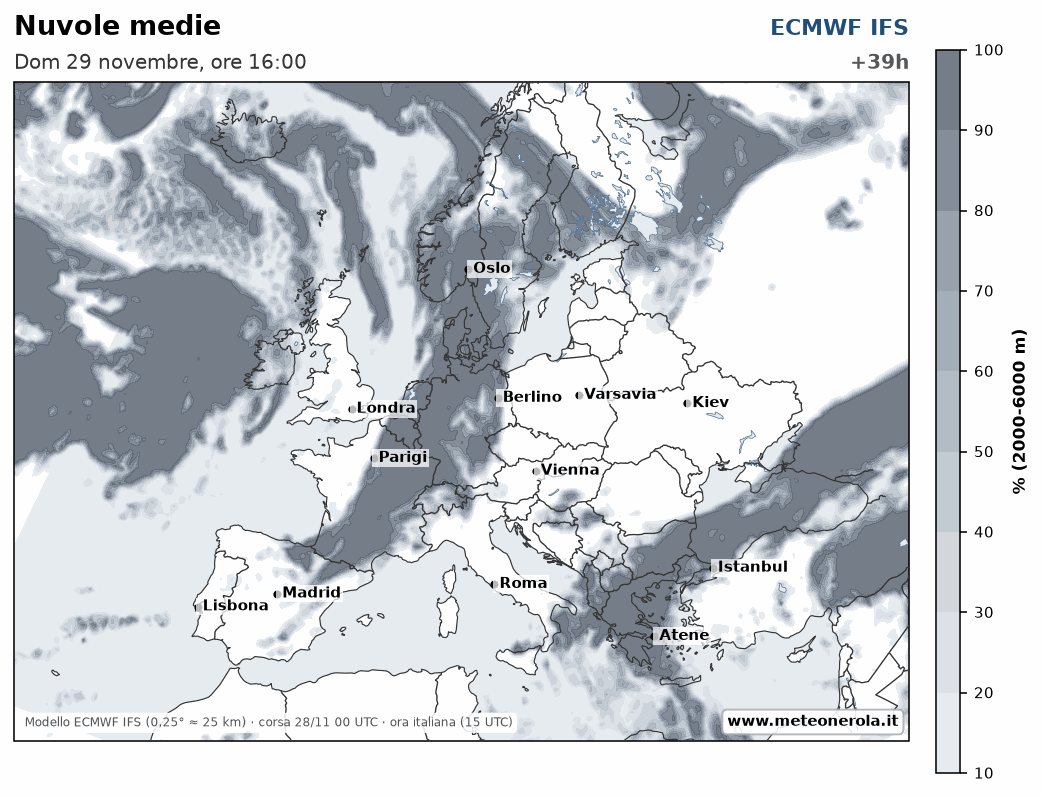 Nuvole medie
ECMWF IFS
Dom 29 novembre, ore 16:00
+39h
100
90
80
70
60
50
40
30
20
10
% (2000-6000 m)
Oslo
Londra
Berlino
Varsavia
Kiev
Parigi
Vienna
Istanbul
Roma
Madrid
Lisbona
Atene
Modello ECMWF IFS (0,25° ≈ 25 km) · corsa 28/11 00 UTC · ora italiana (15 UTC)
www.meteonerola.it